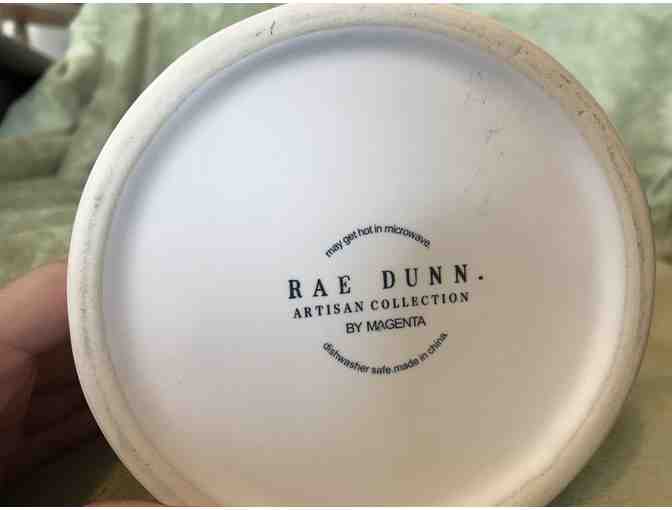 may get hot in microwave
RAE DUNN.
ARTISAN COLLECTION
BY MAGENTA
dishwasher safe.made in china.